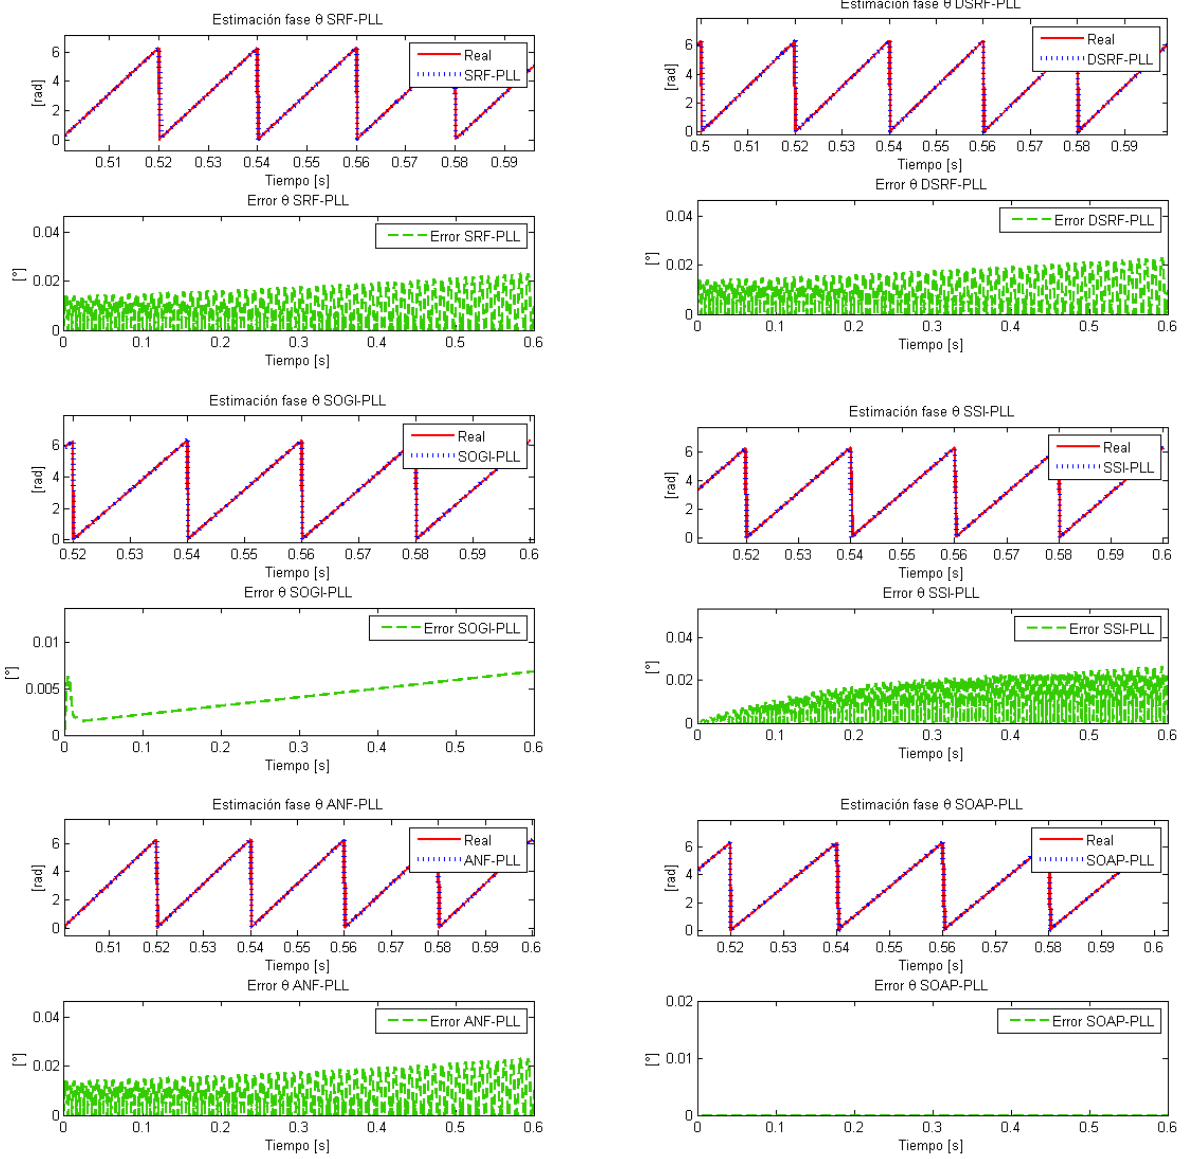 Estimación fase θ SRF-PLL
[rad]
6
4
2
0
Real
SRF-PLL
0.51 0.52 0.53 0.54 0.55 0.56 0.57 0.58 0.59
Tiempo [s]
Error θ SRF-PLL
[°]
0.04
0.02
0
Error SRF-PLL
0 0.1 0.2 0.3 0.4 0.5 0.6
Tiempo [s]
Estimación fase θ DSRF-PLL
[rad]
6
4
2
0
Real
DSRF-PLL
0.5 0.51 0.52 0.53 0.54 0.55 0.56 0.57 0.58 0.59
Tiempo [s]
Error θ DSRF-PLL
[°]
0.04
0.02
0
Error DSRF-PLL
0 0.1 0.2 0.3 0.4 0.5 0.6
Tiempo [s]
Estimación fase θ SOGI-PLL
[rad]
6
4
2
0
Real
SOGI-PLL
0.52 0.53 0.54 0.55 0.56 0.57 0.58 0.59 0.6
Tiempo [s]
Error θ SOGI-PLL
[°]
0.01
0.005
0
Error SOGI-PLL
0 0.1 0.2 0.3 0.4 0.5 0.6
Tiempo [s]
Estimación fase θ SSI-PLL
[rad]
6
4
2
0
Real
SSI-PLL
0.52 0.53 0.54 0.55 0.56 0.57 0.58 0.59 0.6
Tiempo [s]
Error θ SSI-PLL
[°]
0.04
0.02
0
Error SSI-PLL
0 0.1 0.2 0.3 0.4 0.5 0.6
Tiempo [s]
Estimación fase θ ANF-PLL
[rad]
6
4
2
0
Real
ANF-PLL
0.51 0.52 0.53 0.54 0.55 0.56 0.57 0.58 0.59 0.6
Tiempo [s]
Error θ ANF-PLL
[°]
0.04
0.02
0
Error ANF-PLL
0 0.1 0.2 0.3 0.4 0.5 0.6
Tiempo [s]
Estimación fase θ SOAP-PLL
[rad]
6
4
2
0
Real
SOAP-PLL
0.52 0.53 0.54 0.55 0.56 0.57 0.58 0.59 0.6
Tiempo [s]
Error θ SOAP-PLL
[°]
0.02
0.01
0
Error SOAP-PLL
0 0.1 0.2 0.3 0.4 0.5 0.6
Tiempo [s]